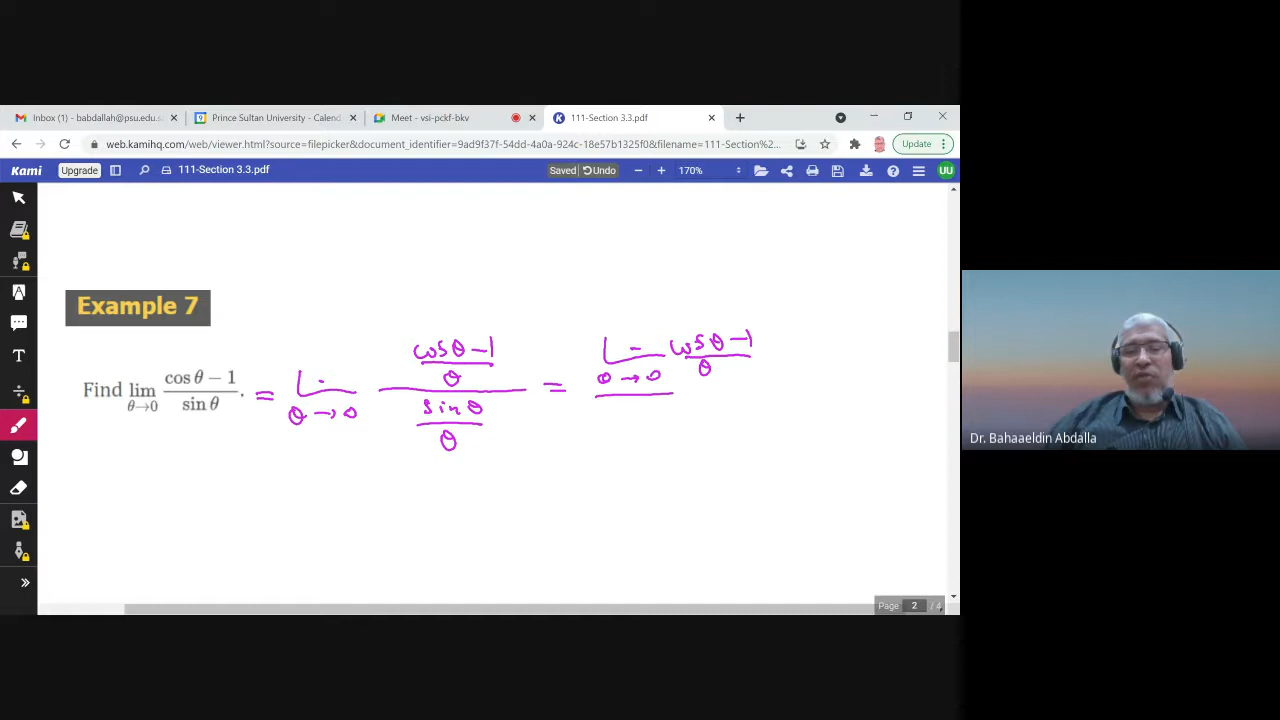 Inbox (1) - babdallah@psu.edu.s
Prince Sultan University - Calend
Meet - vsi-pckf-bkv
111-Section 3.3.pdf
web.kamihq.com/web/viewer.html?source=filepicker&document_identifier=9ad9f37f-54dd-4a0a-924c-18e57b1325f0&filename=111-Section%2...
Update
Kami Upgrade 111-Section 3.3.pdf Saved Undo 170% UU
Example 7
Find lim θ→0 (cos θ − 1)/(sin θ). = Lim θ→0 ((cos θ − 1)/θ)/((sin θ)/θ) = Lim θ→0 (cos θ − 1)/θ
Dr. Bahaaeldin Abdalla
Page 2 / 4